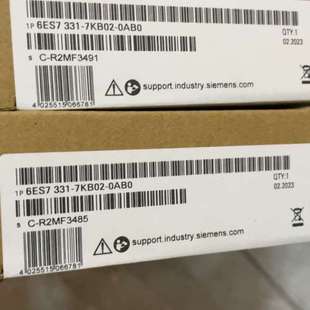 1P 6ES7 331-7KB02-0AB0
QTY:1
02.2023
S C-R2MF3491
support.industry.siemens.com
4 025515 066781
1P 6ES7 331-7KB02-0AB0
QTY:1
02.2023
S C-R2MF3485
support.industry.siemens.com
4 025515 066781